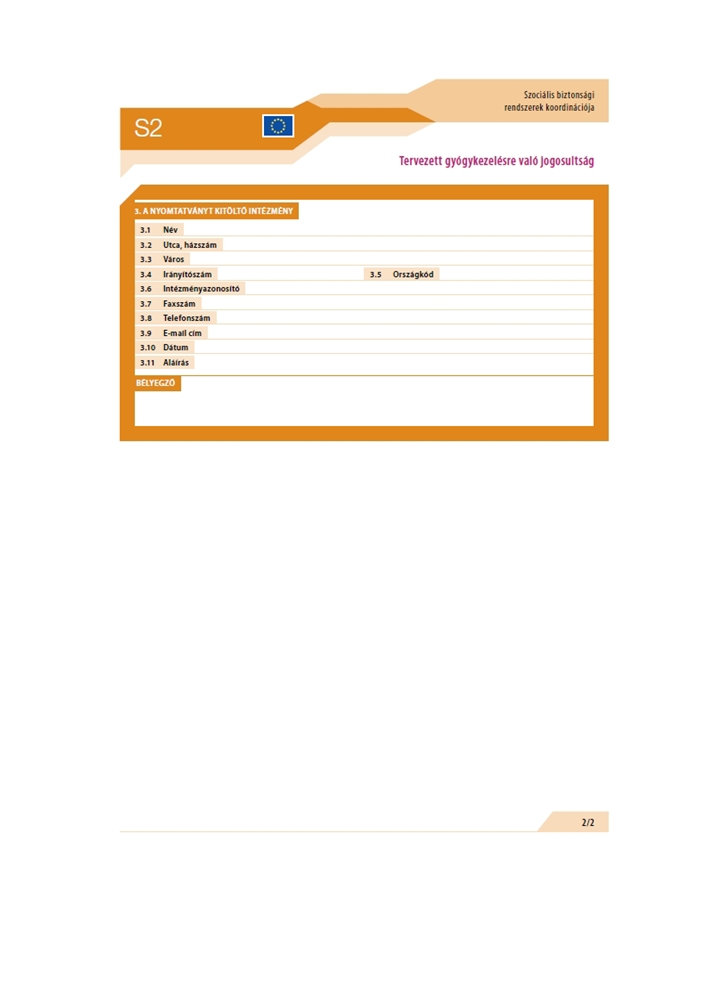 Szociális biztonsági
rendszerek koordinációja
S2
Tervezett gyógykezelésre való jogosultság
3. A NYOMTATVÁNYT KITÖLTŐ INTÉZMÉNY
3.1 Név
3.2 Utca, házszám
3.3 Város
3.4 Irányítószám 3.5 Országkód
3.6 Intézményazonosító
3.7 Faxszám
3.8 Telefonszám
3.9 E-mail cím
3.10 Dátum
3.11 Aláírás
BÉLYEGZŐ
2/2